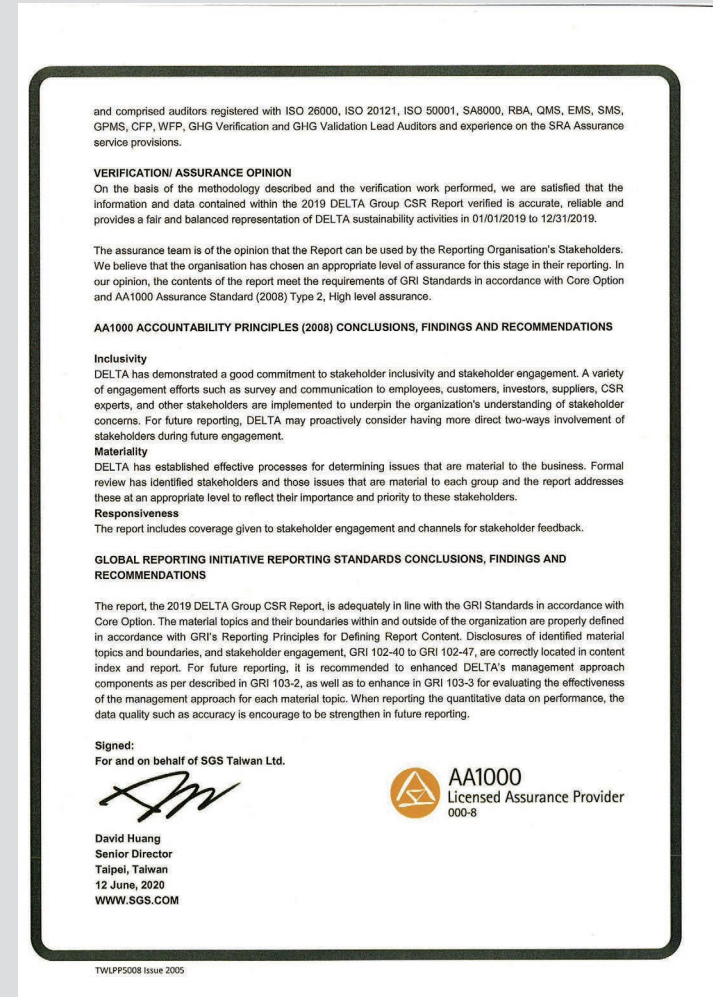 and comprised auditors registered with ISO 26000, ISO 20121, ISO 50001, SA8000, RBA, QMS, EMS, SMS,
GPMS, CFP, WFP, GHG Verification and GHG Validation Lead Auditors and experience on the SRA Assurance
service provisions.
VERIFICATION/ ASSURANCE OPINION
On the basis of the methodology described and the verification work performed, we are satisfied that the
information and data contained within the 2019 DELTA Group CSR Report verified is accurate, reliable and
provides a fair and balanced representation of DELTA sustainability activities in 01/01/2019 to 12/31/2019.
The assurance team is of the opinion that the Report can be used by the Reporting Organisation's Stakeholders.
We believe that the organisation has chosen an appropriate level of assurance for this stage in their reporting. In
our opinion, the contents of the report meet the requirements of GRI Standards in accordance with Core Option
and AA1000 Assurance Standard (2008) Type 2, High level assurance.
AA1000 ACCOUNTABILITY PRINCIPLES (2008) CONCLUSIONS, FINDINGS AND RECOMMENDATIONS
Inclusivity
DELTA has demonstrated a good commitment to stakeholder inclusivity and stakeholder engagement. A variety
of engagement efforts such as survey and communication to employees, customers, investors, suppliers, CSR
experts, and other stakeholders are implemented to underpin the organization's understanding of stakeholder
concerns. For future reporting, DELTA may proactively consider having more direct two-ways involvement of
stakeholders during future engagement.
Materiality
DELTA has established effective processes for determining issues that are material to the business. Formal
review has identified stakeholders and those issues that are material to each group and the report addresses
these at an appropriate level to reflect their importance and priority to these stakeholders.
Responsiveness
The report includes coverage given to stakeholder engagement and channels for stakeholder feedback.
GLOBAL REPORTING INITIATIVE REPORTING STANDARDS CONCLUSIONS, FINDINGS AND
RECOMMENDATIONS
The report, the 2019 DELTA Group CSR Report, is adequately in line with the GRI Standards in accordance with
Core Option. The material topics and their boundaries within and outside of the organization are properly defined
in accordance with GRI's Reporting Principles for Defining Report Content. Disclosures of identified material
topics and boundaries, and stakeholder engagement, GRI 102-40 to GRI 102-47, are correctly located in content
index and report. For future reporting, it is recommended to enhanced DELTA's management approach
components as per described in GRI 103-2, as well as to enhance in GRI 103-3 for evaluating the effectiveness
of the management approach for each material topic. When reporting the quantitative data on performance, the
data quality such as accuracy is encourage to be strengthen in future reporting.
Signed:
For and on behalf of SGS Taiwan Ltd.
AA1000
Licensed Assurance Provider
000-8
David Huang
Senior Director
Taipei, Taiwan
12 June, 2020
WWW.SGS.COM
TWLPP5008 Issue 2005